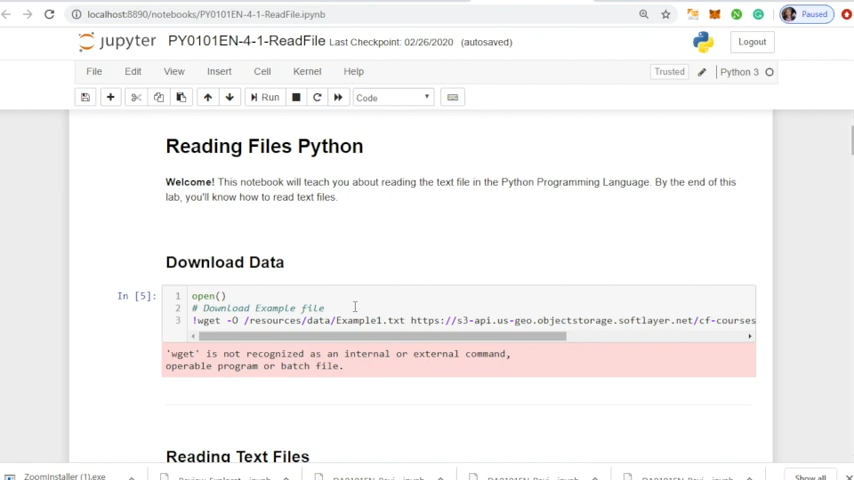 localhost:8890/notebooks/PY0101EN-4-1-ReadFile.ipynb
Paused
jupyter PY0101EN-4-1-ReadFile Last Checkpoint: 02/26/2020 (autosaved)
Logout
File Edit View Insert Cell Kernel Help
Trusted Python 3
Run Code
Reading Files Python
Welcome! This notebook will teach you about reading the text file in the Python Programming Language. By the end of this
lab, you'll know how to read text files.
Download Data
In [5]:
1 open()
2 # Download Example file
3 !wget -O /resources/data/Example1.txt https://s3-api.us-geo.objectstorage.softlayer.net/cf-courses
'wget' is not recognized as an internal or external command,
operable program or batch file.
Reading Text Files
ZoomInstaller (1).exe
Show all